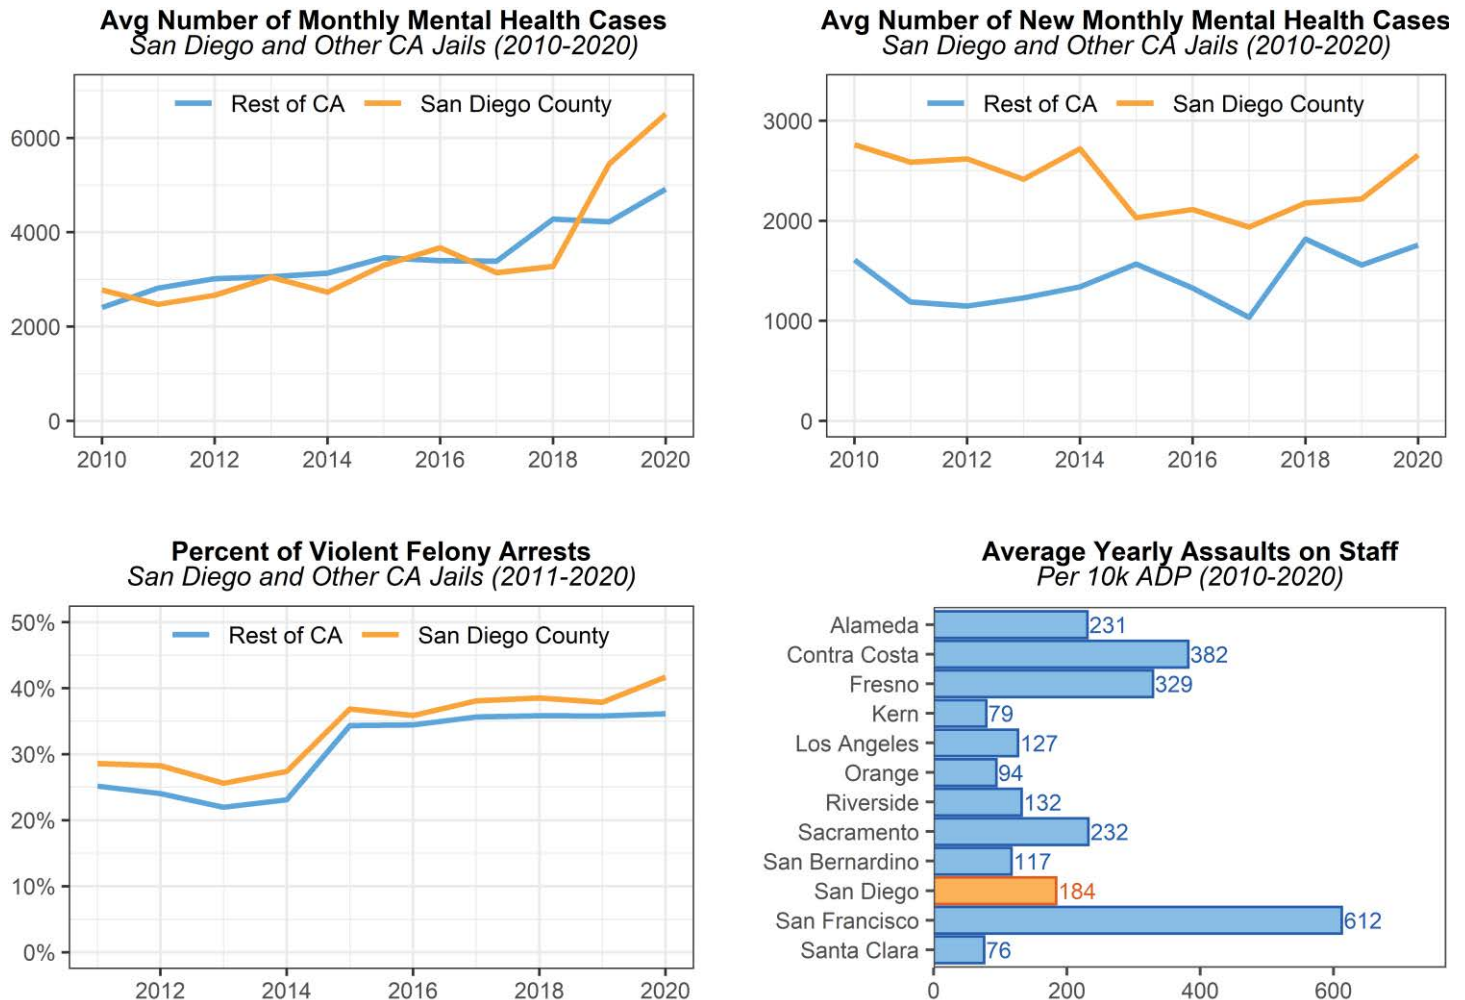 Avg Number of Monthly Mental Health Cases
San Diego and Other CA Jails (2010-2020)
Rest of CA
San Diego County
6000
4000
2000
0
2010 2012 2014 2016 2018 2020
Avg Number of New Monthly Mental Health Cases
San Diego and Other CA Jails (2010-2020)
Rest of CA
San Diego County
3000
2000
1000
0
2010 2012 2014 2016 2018 2020
Percent of Violent Felony Arrests
San Diego and Other CA Jails (2011-2020)
Rest of CA
San Diego County
50%
40%
30%
20%
10%
0%
2012 2014 2016 2018 2020
Average Yearly Assaults on Staff
Per 10k ADP (2010-2020)
Alameda 231
Contra Costa 382
Fresno 329
Kern 79
Los Angeles 127
Orange 94
Riverside 132
Sacramento 232
San Bernardino 117
San Diego 184
San Francisco 612
Santa Clara 76
0 200 400 600